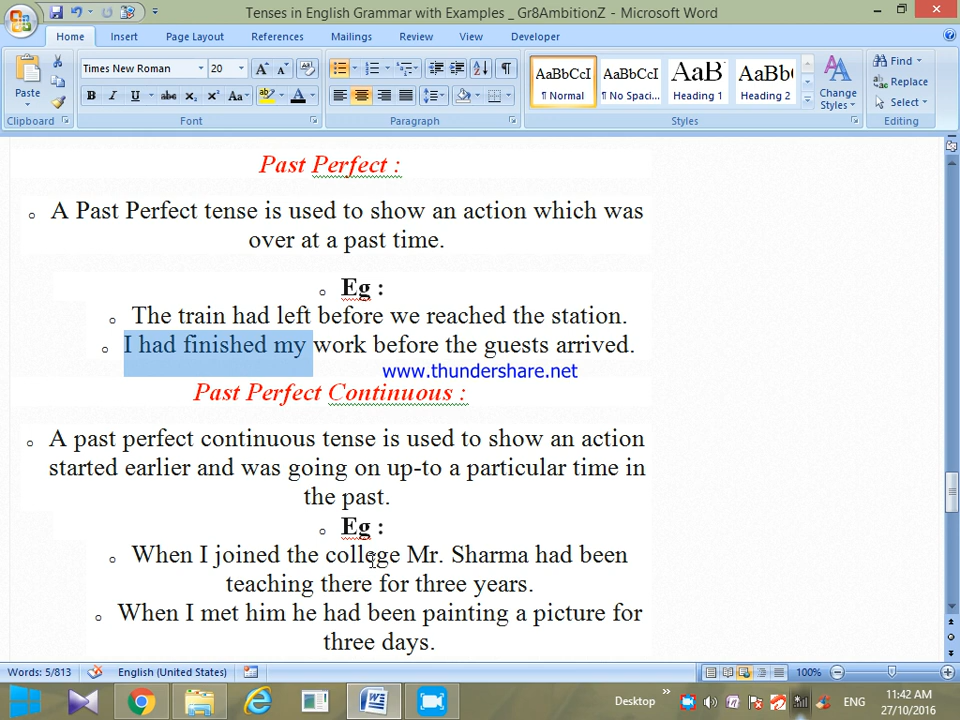 Tenses in English Grammar with Examples _ Gr8AmbitionZ - Microsoft Word
Home Insert Page Layout References Mailings Review View Developer
Paste
Times New Roman 20
B I U abc X₂ X² Aa
AaBbCcI AaBbCcI AaB AaBb(
¶ Normal ¶ No Spaci... Heading 1 Heading 2
Change Styles
Find
Replace
Select
Clipboard Font Paragraph Styles Editing
Past Perfect :
A Past Perfect tense is used to show an action which was
over at a past time.
Eg :
The train had left before we reached the station.
I had finished my work before the guests arrived.
www.thundershare.net
Past Perfect Continuous :
A past perfect continuous tense is used to show an action
started earlier and was going on up-to a particular time in
the past.
Eg :
When I joined the college Mr. Sharma had been
teaching there for three years.
When I met him he had been painting a picture for
three days.
Words: 5/813 English (United States) 100%
Desktop » ENG 11:42 AM
27/10/2016